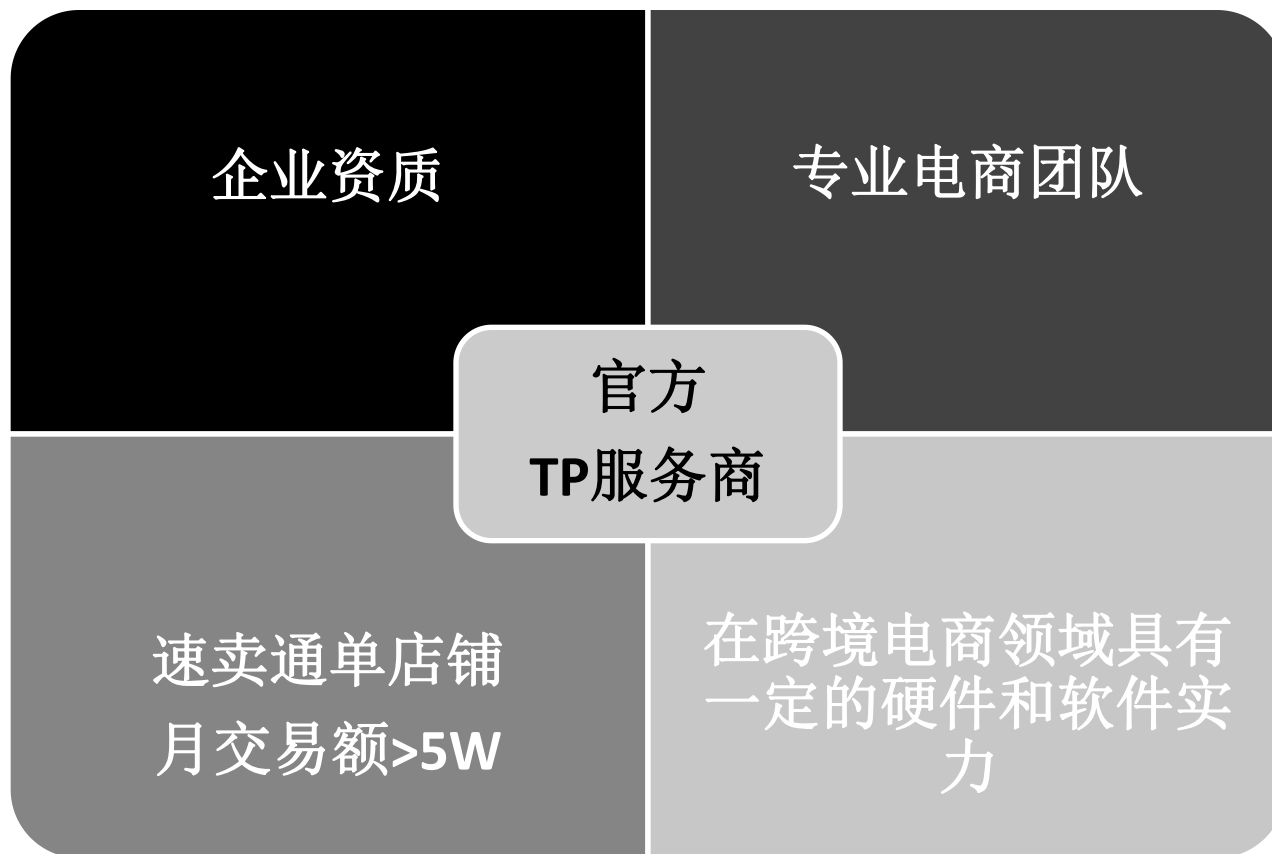 企业资质
专业电商团队
官方
TP服务商
速卖通单店铺
月交易额>5W
在跨境电商领域具有
一定的硬件和软件实
力